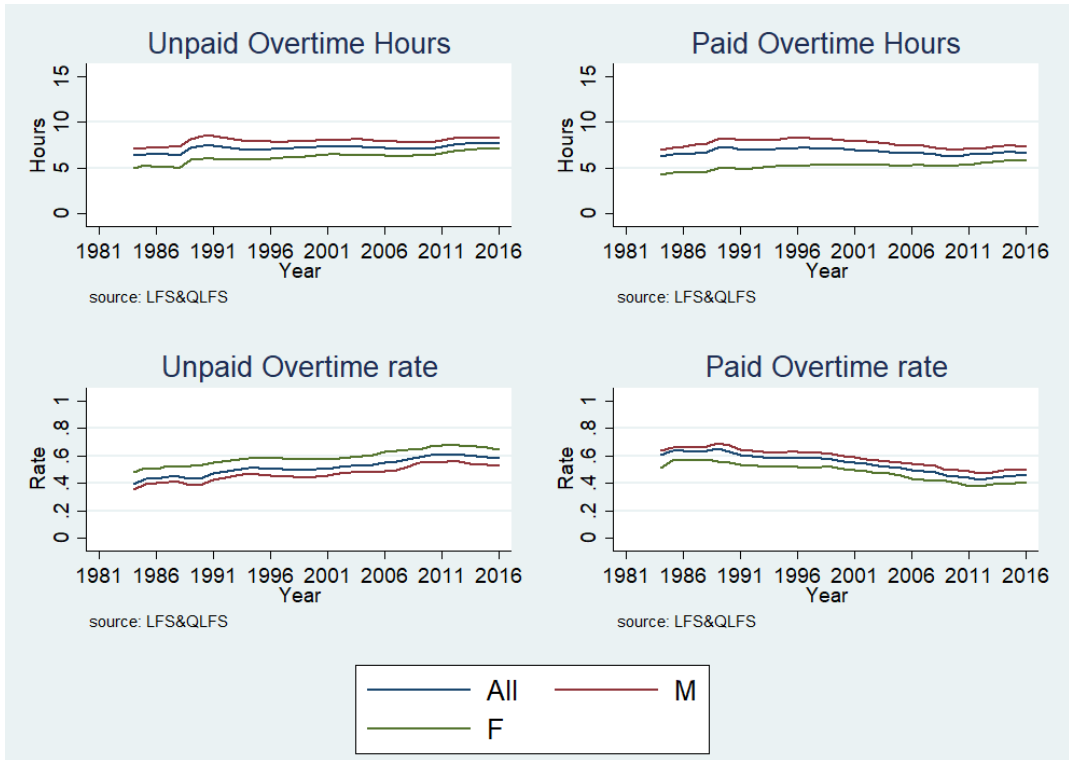 Unpaid Overtime Hours
Hours
15
10
5
0
1981 1986 1991 1996 2001 2006 2011 2016
Year
source: LFS&QLFS
Paid Overtime Hours
Hours
15
10
5
0
1981 1986 1991 1996 2001 2006 2011 2016
Year
source: LFS&QLFS
Unpaid Overtime rate
Rate
1
.8
.6
.4
.2
0
1981 1986 1991 1996 2001 2006 2011 2016
Year
source: LFS&QLFS
Paid Overtime rate
Rate
1
.8
.6
.4
.2
0
1981 1986 1991 1996 2001 2006 2011 2016
Year
source: LFS&QLFS
All M
F